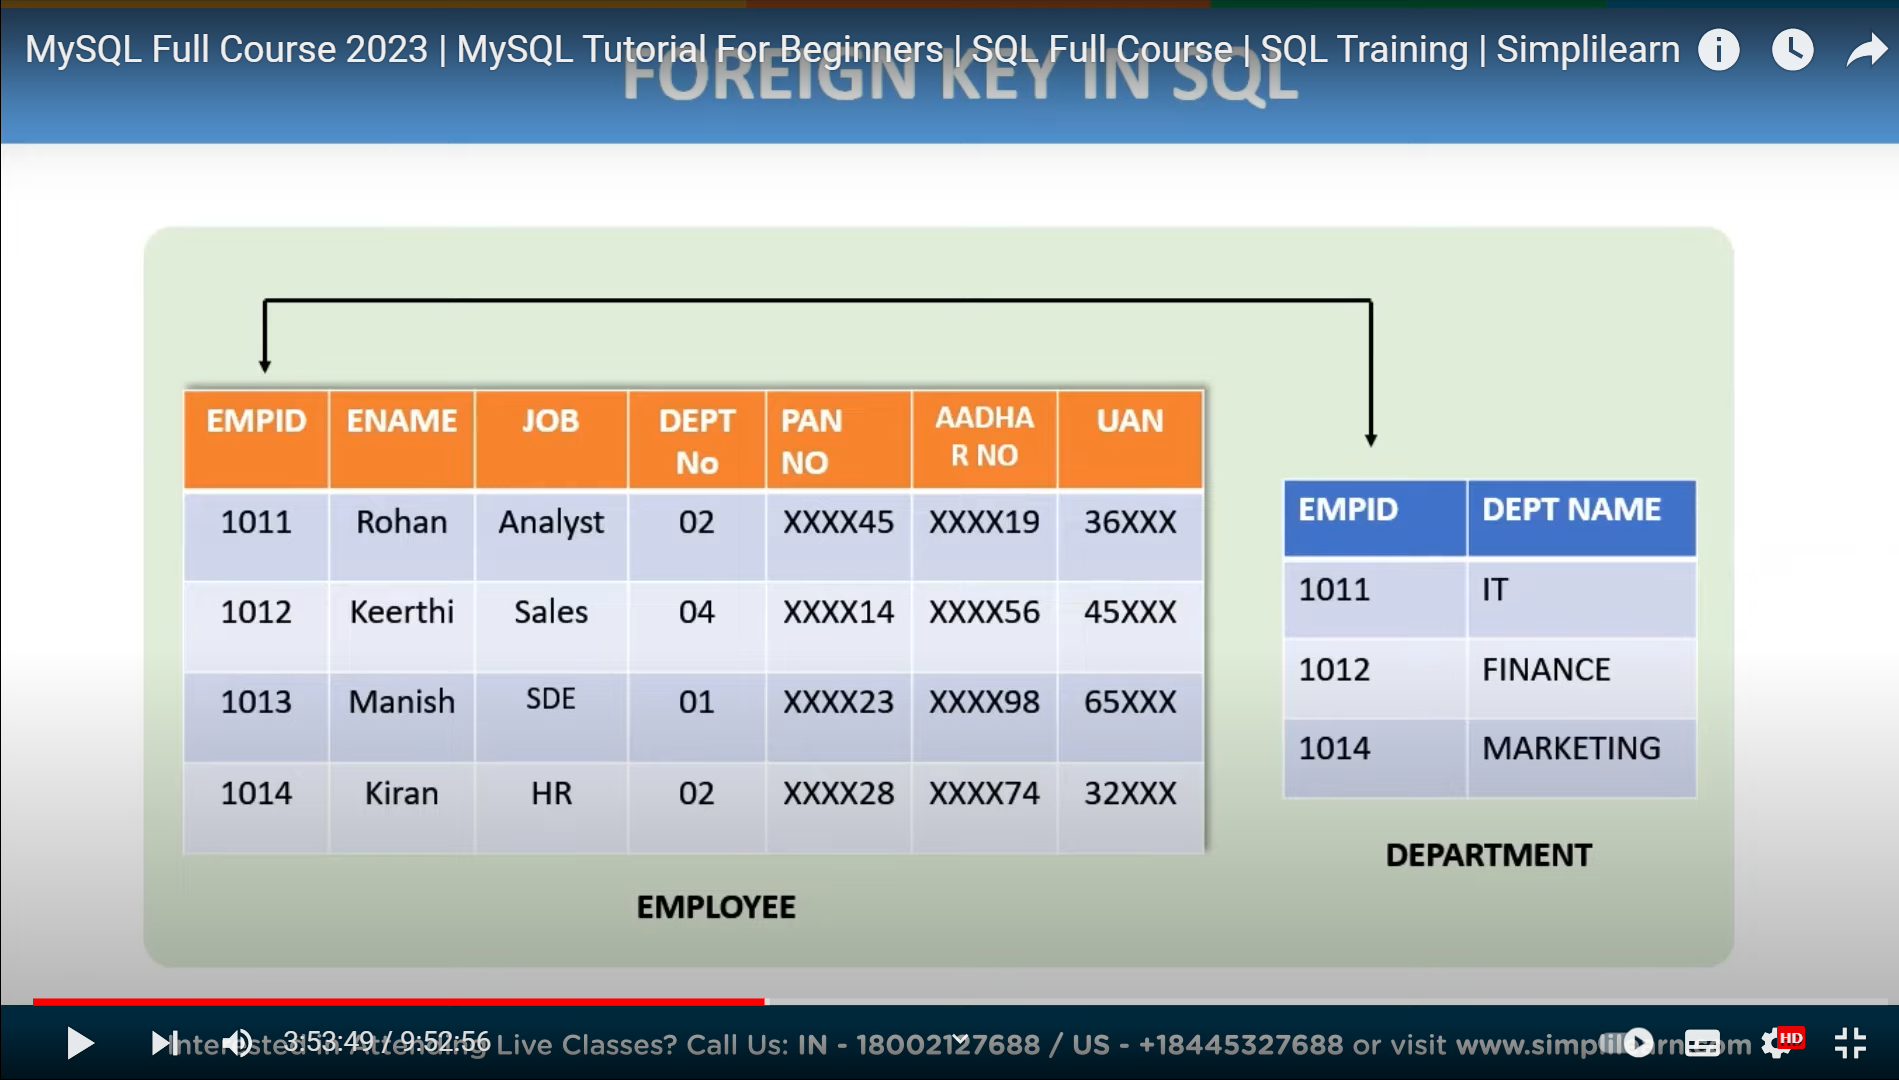 MySQL Full Course 2023 | MySQL Tutorial For Beginners | SQL Full Course | SQL Training | Simplilearn
FOREIGN KEY IN SQL
EMPID ENAME JOB DEPT No PAN NO AADHA R NO UAN
1011 Rohan Analyst 02 XXXX45 XXXX19 36XXX
1012 Keerthi Sales 04 XXXX14 XXXX56 45XXX
1013 Manish SDE 01 XXXX23 XXXX98 65XXX
1014 Kiran HR 02 XXXX28 XXXX74 32XXX
EMPLOYEE
EMPID DEPT NAME
1011 IT
1012 FINANCE
1014 MARKETING
DEPARTMENT
3:53:49 / 9:52:56
Interested in Attending Live Classes? Call Us: IN - 18002127688 / US - +18445327688 or visit www.simplilearn.com
HD